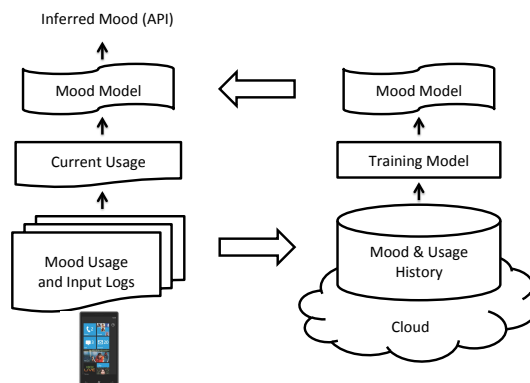 Inferred Mood (API)
Mood Model
Mood Model
Current Usage
Training Model
Mood Usage
and Input Logs
Mood & Usage
History
Cloud